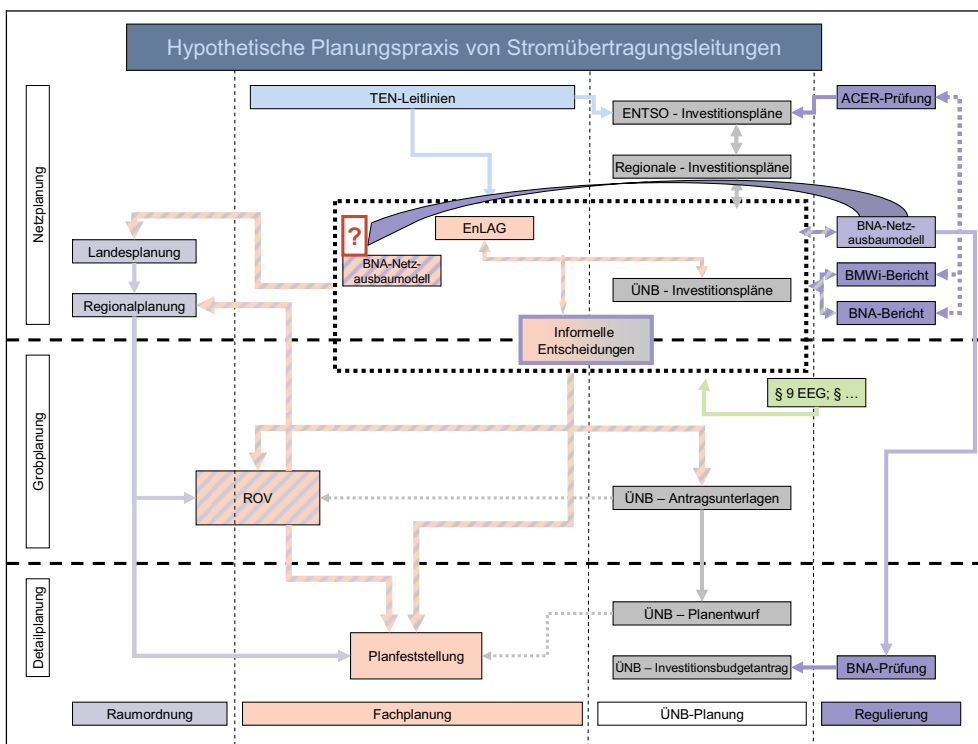 Hypothetische Planungspraxis von Stromübertragungsleitungen
Netzplanung
TEN-Leitlinien
ENTSO - Investitionspläne
ACER-Prüfung
Regionale - Investitionspläne
?
EnLAG
BNA-Netz-
ausbaumodell
Landesplanung
BNA-Netz-
ausbaumodell
BMWi-Bericht
Regionalplanung
ÜNB - Investitionspläne
BNA-Bericht
Informelle
Entscheidungen
§ 9 EEG; § ...
Grobplanung
ROV
ÜNB – Antragsunterlagen
Detailplanung
ÜNB – Planentwurf
Planfeststellung
ÜNB – Investitionsbudgetantrag
BNA-Prüfung
Raumordnung
Fachplanung
ÜNB-Planung
Regulierung